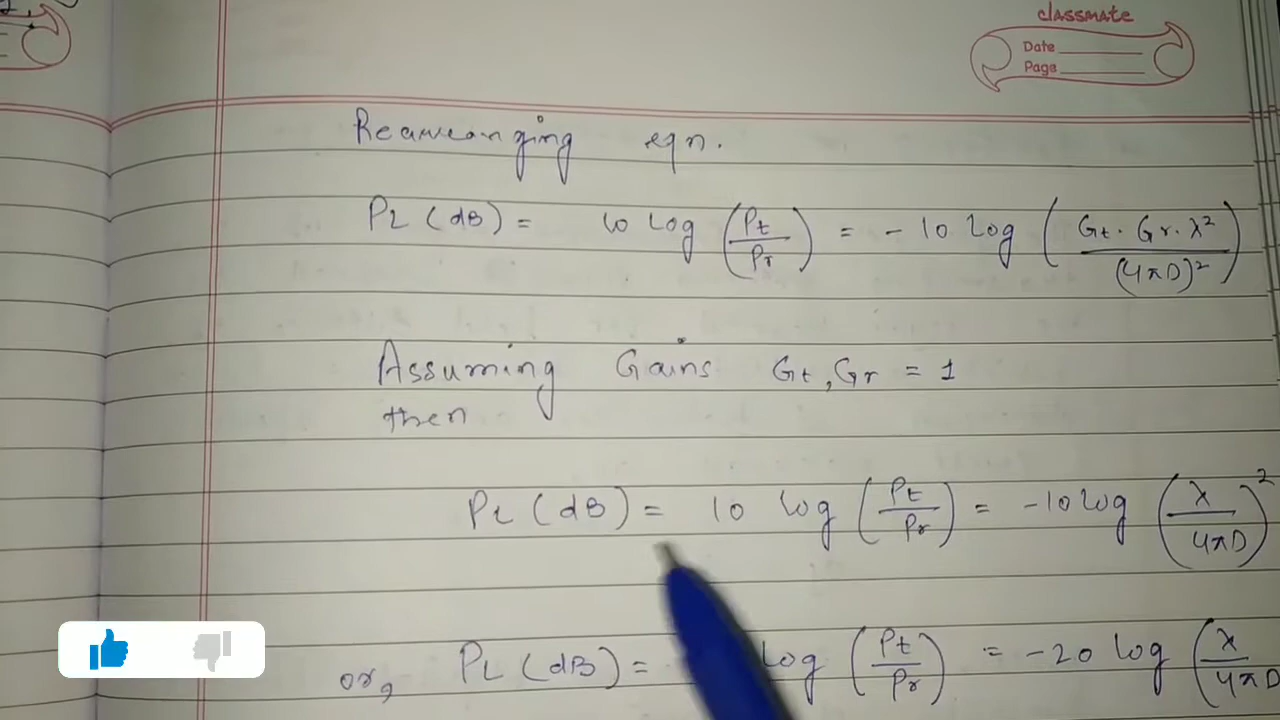 classmate
Date
Page
Rearranging eqn.
PL (dB) = 10 log (Pt/Pr) = -10 log (Gt. Gr. λ²/(4πD)²)
Assuming Gains Gt, Gr = 1
then
PL (dB) = 10 log (Pt/Pr) = -10 log (λ/4πD)²
or, PL (dB) = log (Pt/Pr) = -20 log (λ/4πD